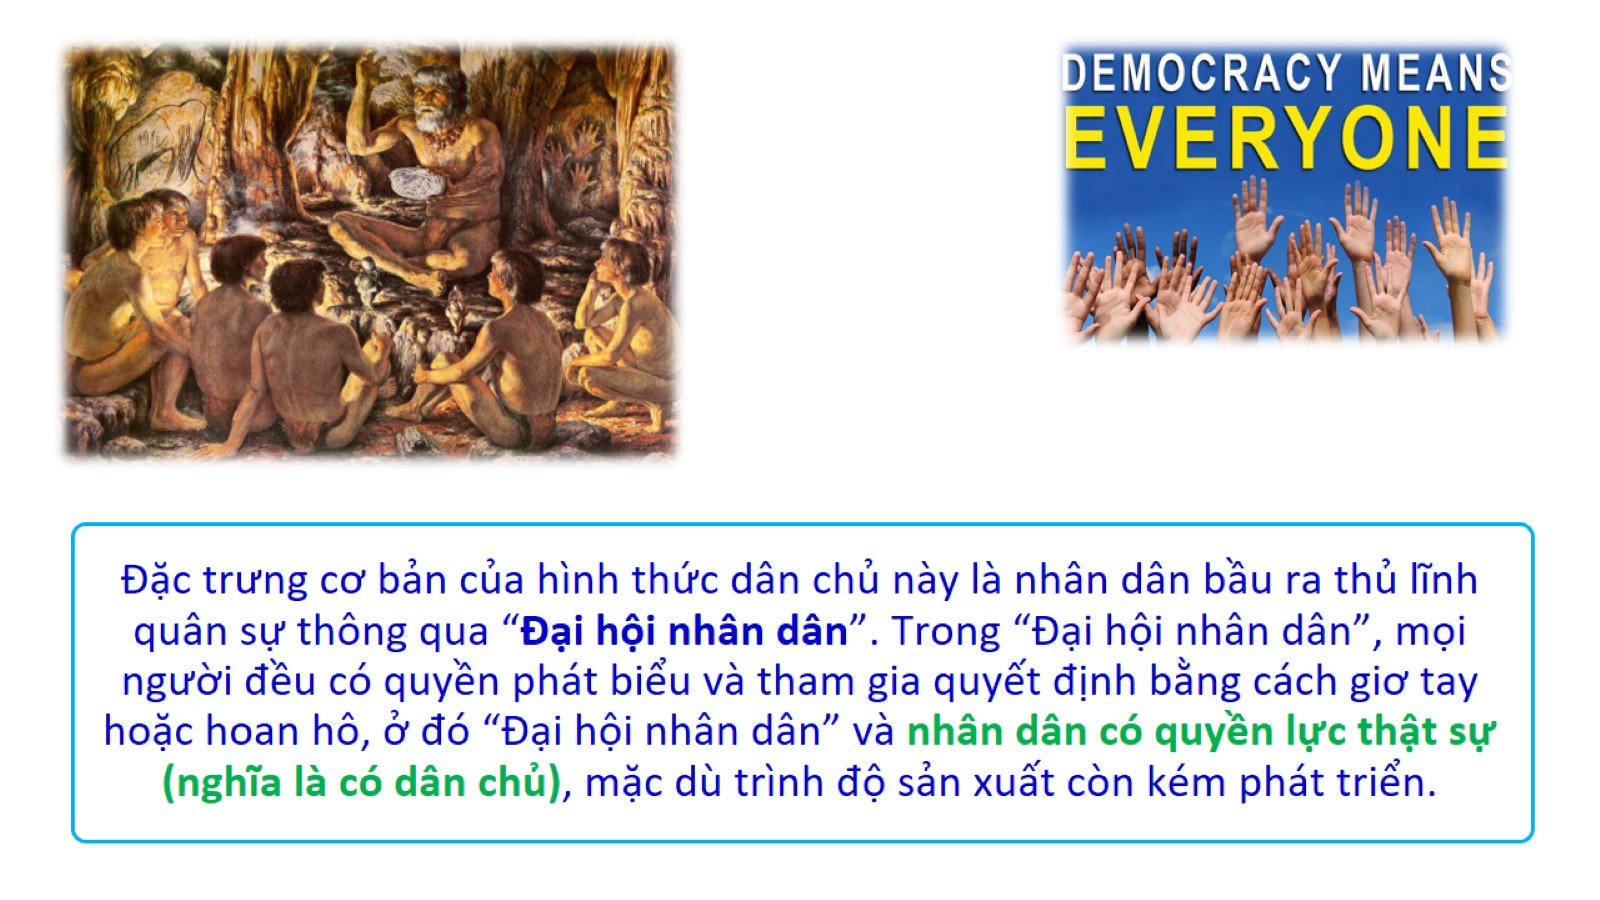 DEMOCRACY MEANS
EVERYONE
Đặc trưng cơ bản của hình thức dân chủ này là nhân dân bầu ra thủ lĩnh
quân sự thông qua “Đại hội nhân dân”. Trong “Đại hội nhân dân”, mọi
người đều có quyền phát biểu và tham gia quyết định bằng cách giơ tay
hoặc hoan hô, ở đó “Đại hội nhân dân” và nhân dân có quyền lực thật sự
(nghĩa là có dân chủ), mặc dù trình độ sản xuất còn kém phát triển.